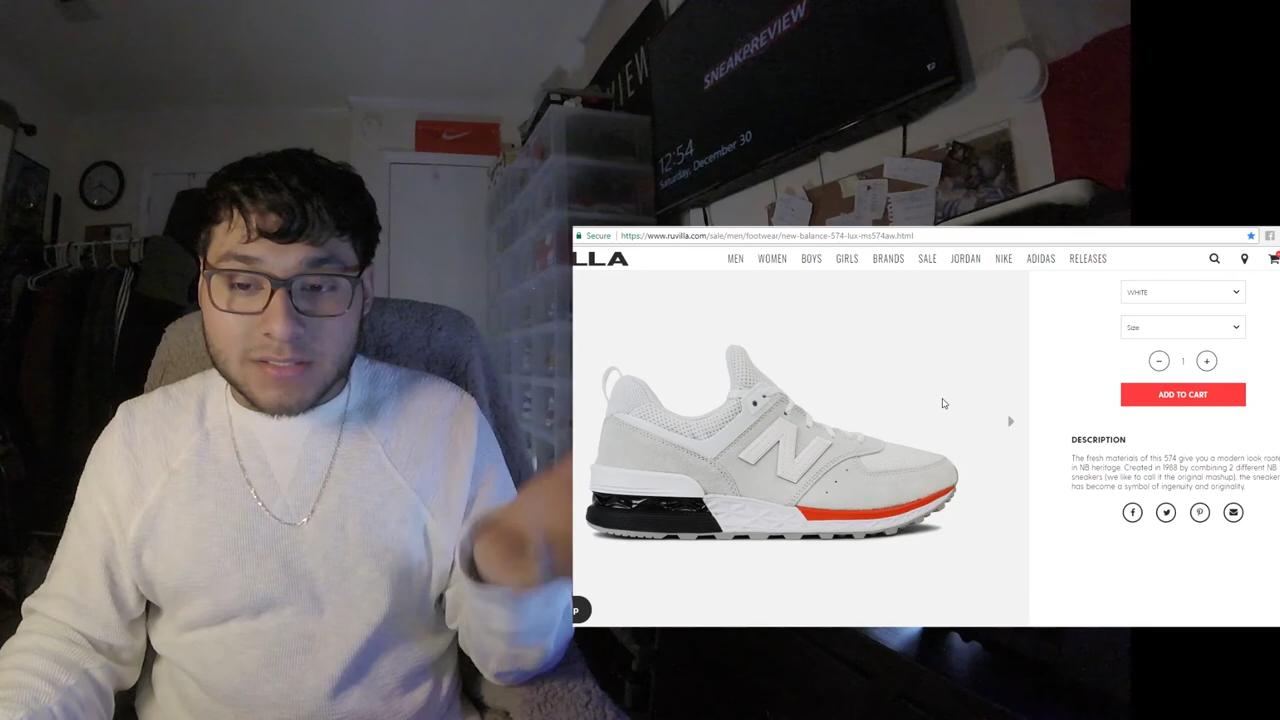 SNEAKPREVIEW
VIEW
12:54
Saturday, December 30
Secure
https://www.ruvilla.com/sale/men/footwear/new-balance-574-lux-ms574aw.html
LLA
MEN WOMEN BOYS GIRLS BRANDS SALE JORDAN NIKE ADIDAS RELEASES
WHITE
Size
1
ADD TO CART
N
DESCRIPTION
The fresh materials of this 574 give you a modern look roote
in NB heritage. Created in 1988 by combining 2 different NB
sneakers (we like to call it the original mashup), the sneaker
has become a symbol of ingenuity and originality.
p